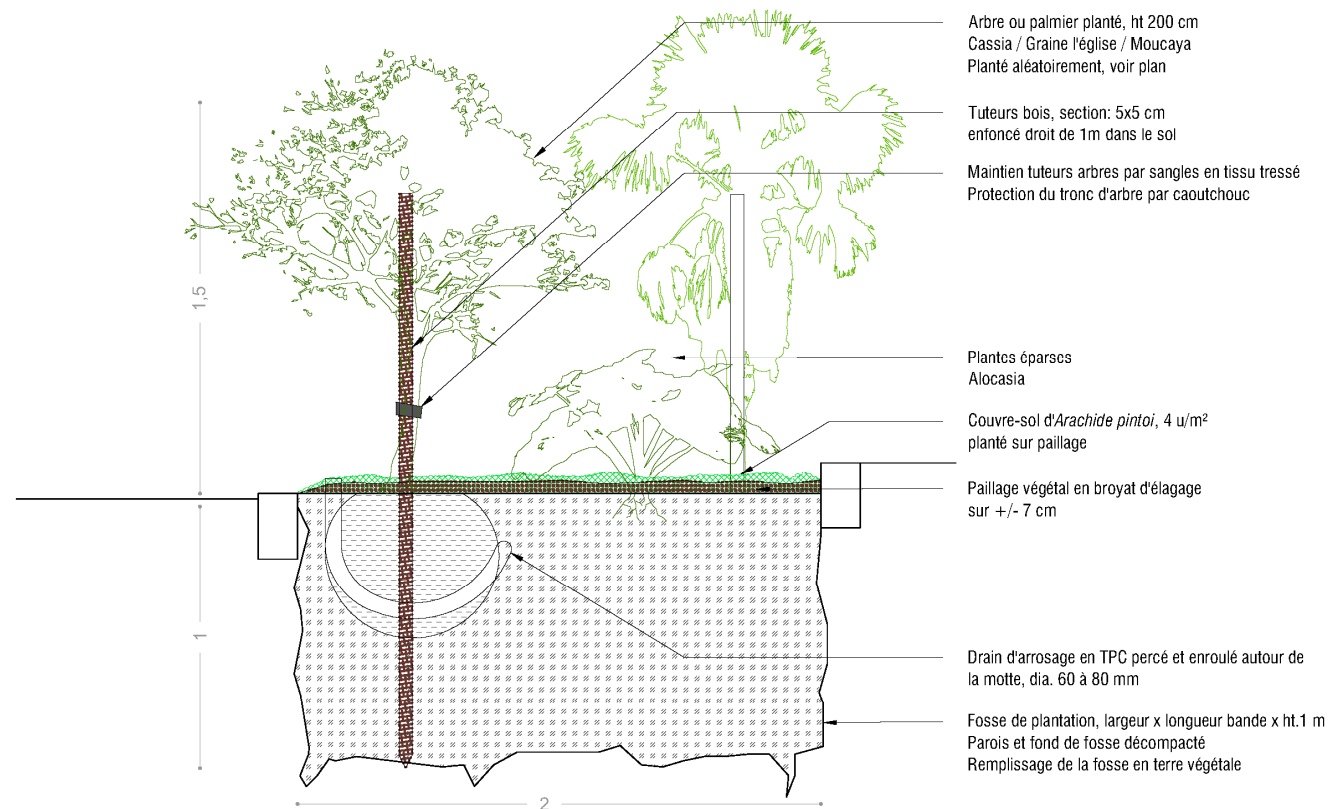 Arbre ou palmier planté, ht 200 cm
Cassia / Graine l'église / Moucaya
Planté aléatoirement, voir plan
Tuteurs bois, section: 5x5 cm
enfoncé droit de 1m dans le sol
Maintien tuteurs arbres par sangles en tissu tressé
Protection du tronc d'arbre par caoutchouc
1,5
Plantes éparses
Alocasia
Couvre-sol d'Arachide pintoi, 4 u/m²
planté sur paillage
Paillage végétal en broyat d'élagage
sur +/- 7 cm
1
Drain d'arrosage en TPC percé et enroulé autour de
la motte, dia. 60 à 80 mm
Fosse de plantation, largeur x longueur bande x ht.1 m
Parois et fond de fosse décompacté
Remplissage de la fosse en terre végétale
2